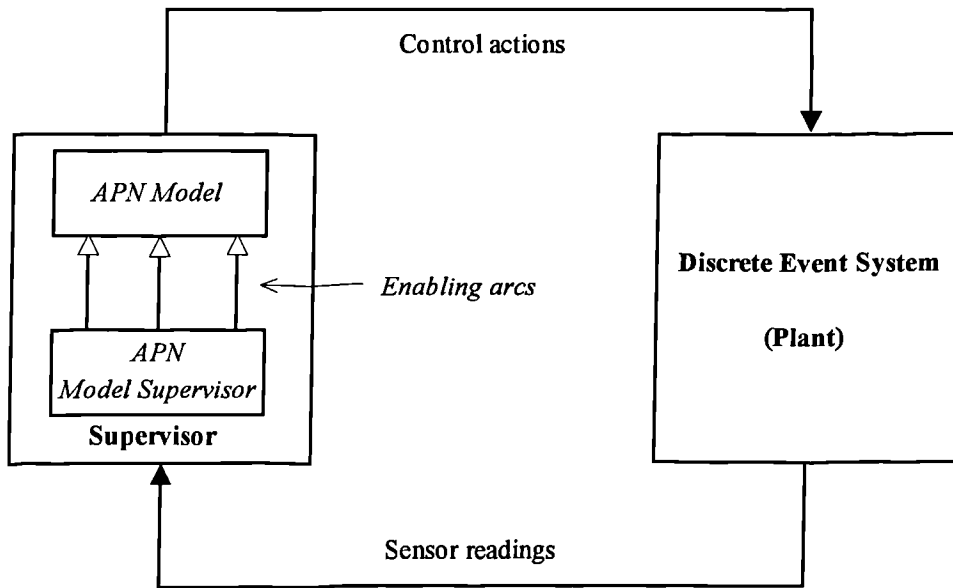 Control actions
APN Model
Enabling arcs
APN
Model Supervisor
Supervisor
Discrete Event System
(Plant)
Sensor readings